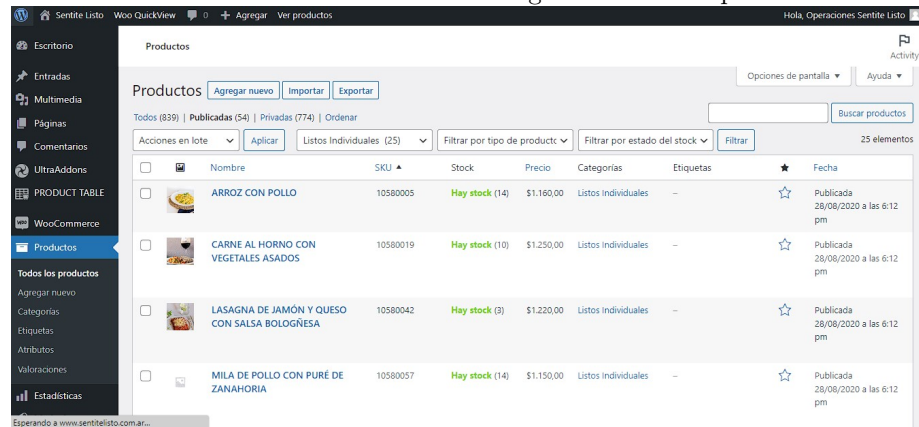 Sentite Listo Woo QuickView 0 + Agregar Ver productos Hola, Operaciones Sentite Listo
Escritorio
Entradas
Multimedia
Páginas
Comentarios
UltraAddons
PRODUCT TABLE
WooCommerce
Productos
Todos los productos
Agregar nuevo
Categorías
Etiquetas
Atributos
Valoraciones
Estadísticas
Esperando a www.sentitelisto.com.ar...
Productos
Activity
Opciones de pantalla ▼ Ayuda ▼
Productos Agregar nuevo Importar Exportar
Todos (839) | Publicadas (54) | Privadas (774) | Ordenar
Buscar productos
Acciones en lote Aplicar Listos Individuales (25) Filtrar por tipo de producto Filtrar por estado del stock Filtrar 25 elementos
Nombre SKU ▲ Stock Precio Categorías Etiquetas ★ Fecha
ARROZ CON POLLO 10580005 Hay stock (14) $1.160,00 Listos Individuales – Publicada
28/08/2020 a las 6:12
pm
CARNE AL HORNO CON 10580019 Hay stock (10) $1.250,00 Listos Individuales – Publicada
VEGETALES ASADOS 28/08/2020 a las 6:12
pm
LASAGNA DE JAMÓN Y QUESO 10580042 Hay stock (3) $1.220,00 Listos Individuales – Publicada
CON SALSA BOLOGÑESA 28/08/2020 a las 6:12
pm
MILA DE POLLO CON PURÉ DE 10580057 Hay stock (14) $1.150,00 Listos Individuales – Publicada
ZANAHORIA 28/08/2020 a las 6:12
pm